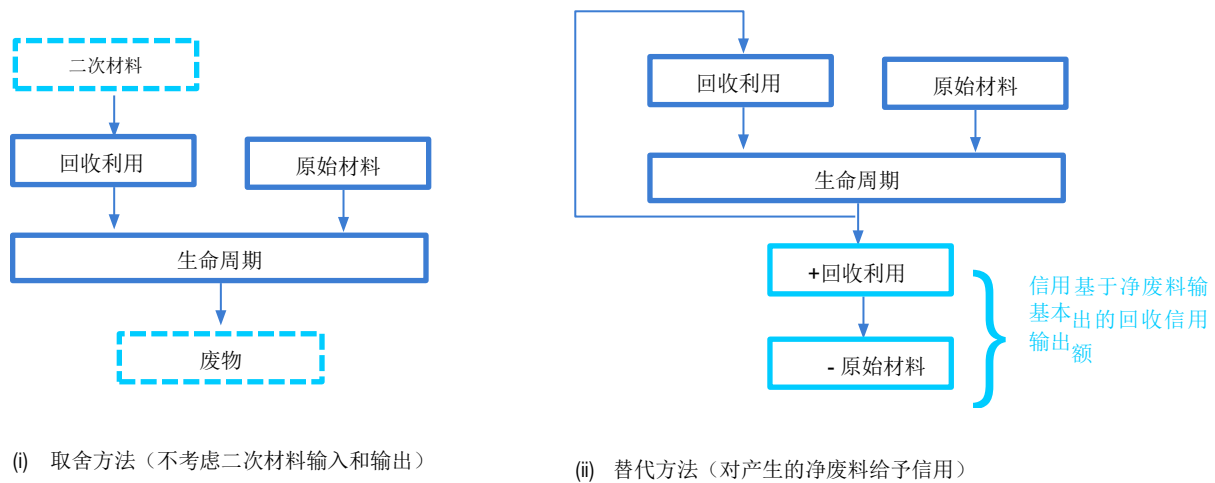 二次材料
回收利用
原始材料
生命周期
废物
(i) 取舍方法（不考虑二次材料输入和输出）
回收利用
原始材料
生命周期
+回收利用
- 原始材料
信用
基本
输出
基于净废料输
出的回收信用
额
(ii) 替代方法（对产生的净废料给予信用）